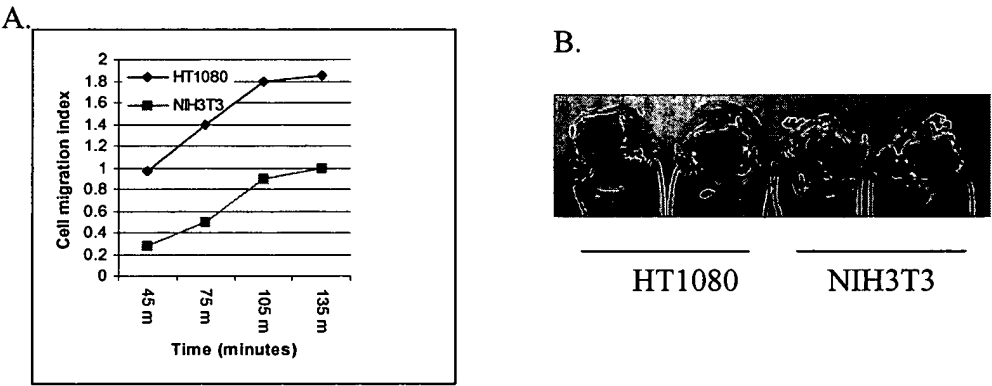 A.
2
1.8
1.6
1.4
1.2
1
0.8
0.6
0.4
0.2
0
Cell migration index
HT1080
NIH3T3
45 m
75 m
105 m
135 m
Time (minutes)
B.
HT1080
NIH3T3